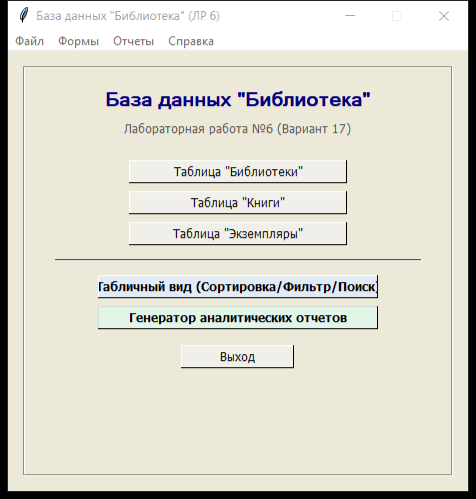 База данных "Библиотека" (ЛР 6)
Файл Формы Отчеты Справка
База данных "Библиотека"
Лабораторная работа №6 (Вариант 17)
Таблица "Библиотеки"
Таблица "Книги"
Таблица "Экземпляры"
Табличный вид (Сортировка/Фильтр/Поиск)
Генератор аналитических отчетов
Выход